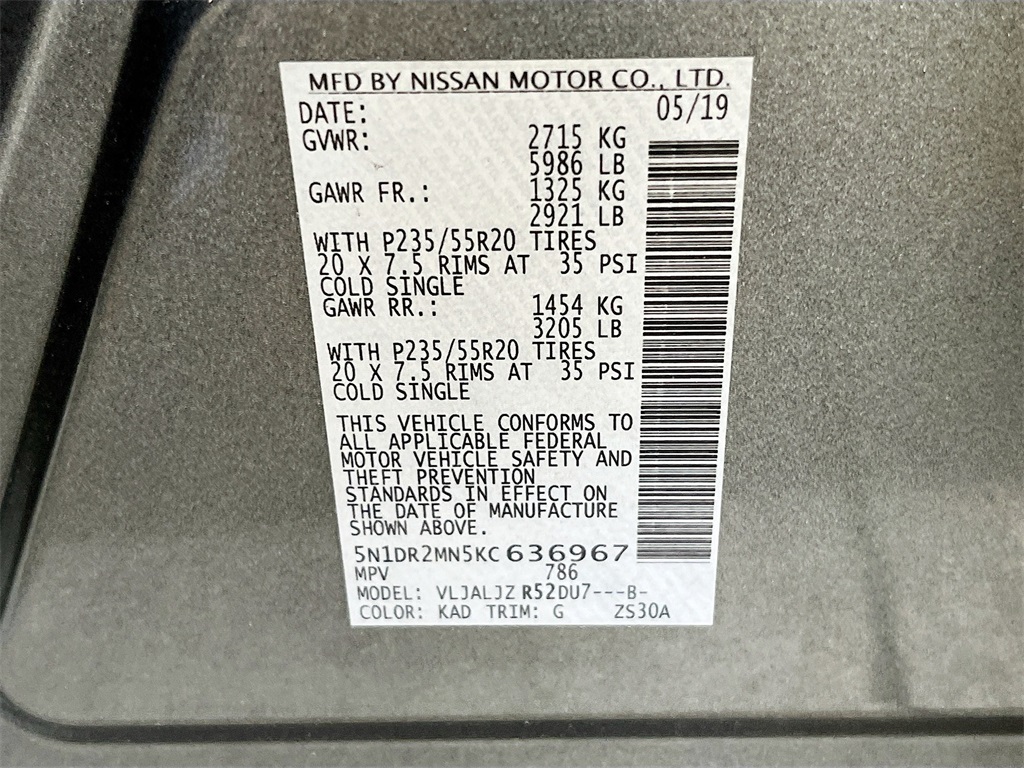 MFD BY NISSAN MOTOR CO., LTD.
DATE: 05/19
GVWR: 2715 KG
5986 LB
GAWR FR.: 1325 KG
2921 LB
WITH P235/55R20 TIRES
20 X 7.5 RIMS AT 35 PSI
COLD SINGLE
GAWR RR.: 1454 KG
3205 LB
WITH P235/55R20 TIRES
20 X 7.5 RIMS AT 35 PSI
COLD SINGLE
THIS VEHICLE CONFORMS TO
ALL APPLICABLE FEDERAL
MOTOR VEHICLE SAFETY AND
THEFT PREVENTION
STANDARDS IN EFFECT ON
THE DATE OF MANUFACTURE
SHOWN ABOVE.
5N1DR2MN5KC636967
MPV 786
MODEL: VLJALJZ R52DU7---B-
COLOR: KAD TRIM: G ZS30A